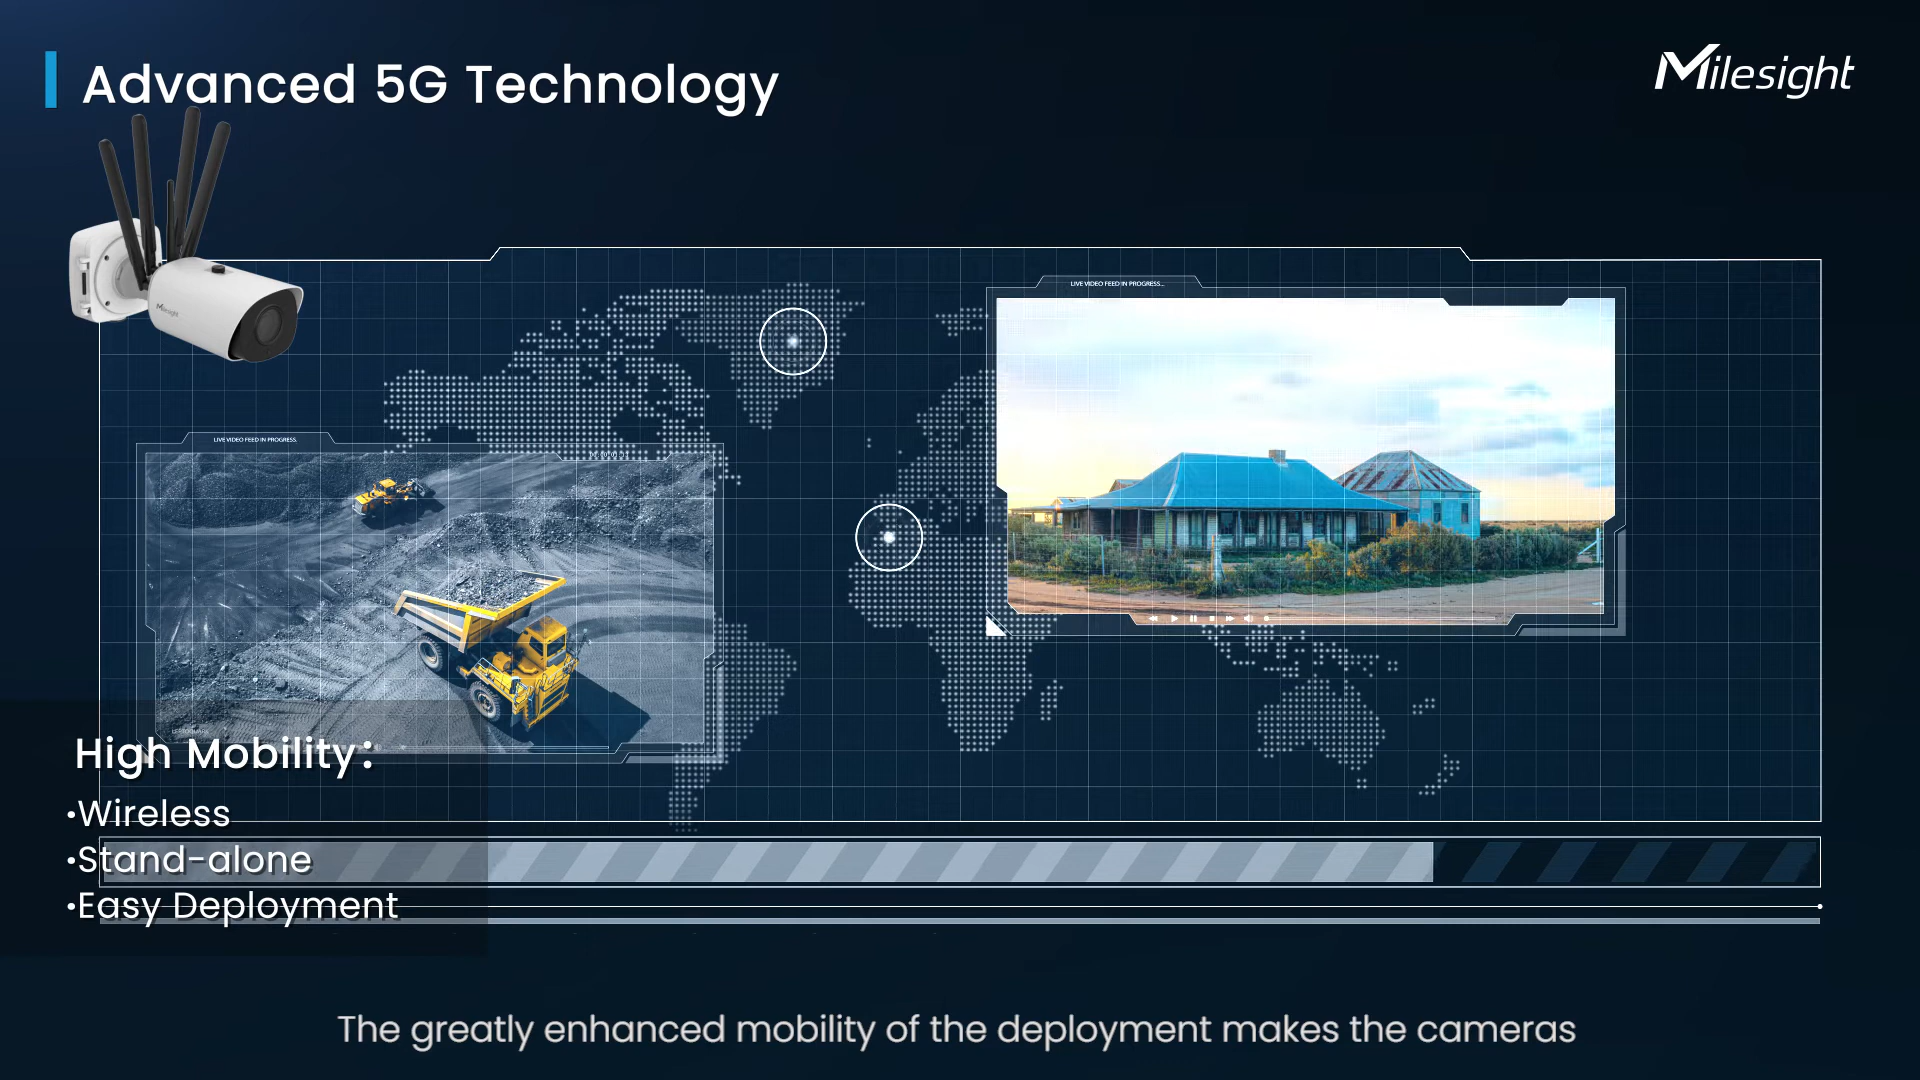 Advanced 5G Technology
Milesight
Milesight
LIVE VIDEO FEED IN PROGRESS...
LIVE VIDEO FEED IN PROGRESS.
High Mobility:
·Wireless
·Stand-alone
·Easy Deployment
The greatly enhanced mobility of the deployment makes the cameras